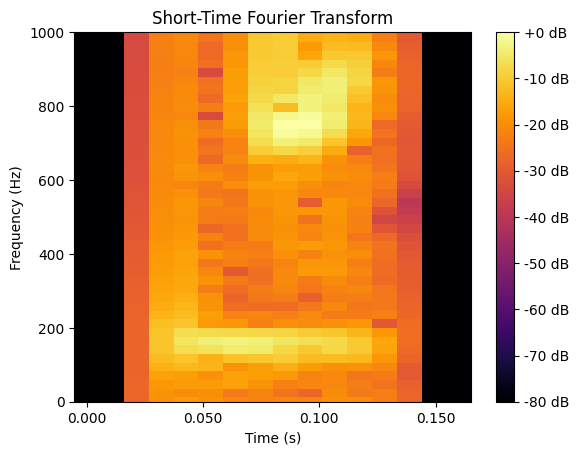 Short-Time Fourier Transform
1000
800
600
400
200
0
Frequency (Hz)
0.000
0.050
0.100
0.150
Time (s)
+0 dB
-10 dB
-20 dB
-30 dB
-40 dB
-50 dB
-60 dB
-70 dB
-80 dB